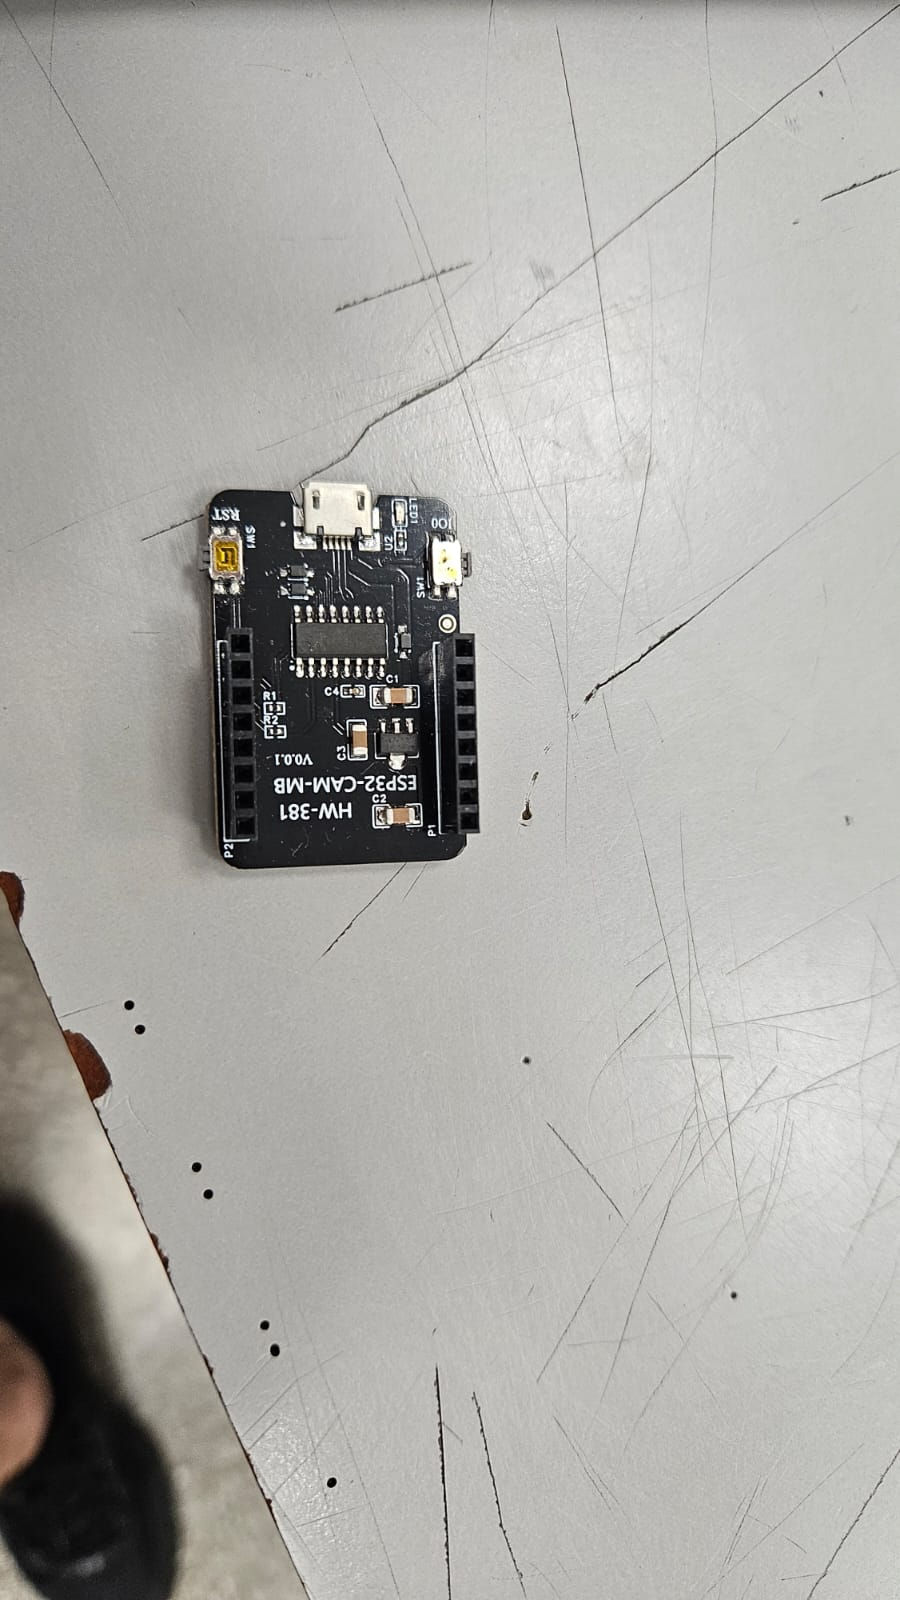 RST
SW1
LED1
U2
IO0
SW1
C1
C4
R1
R2
C3
V0.0.1
ESP32-CAM-MB
HW-381
C2
P1
P2